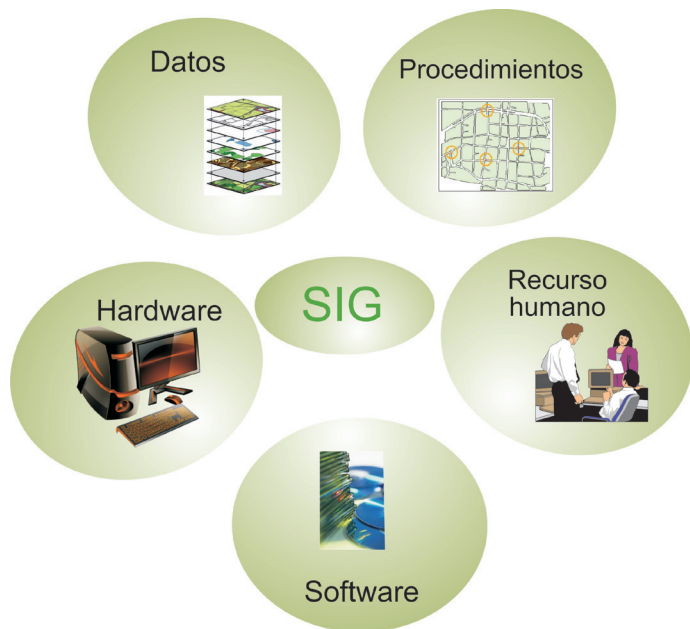 Datos
Procedimientos
Hardware
SIG
Recurso
humano
Software